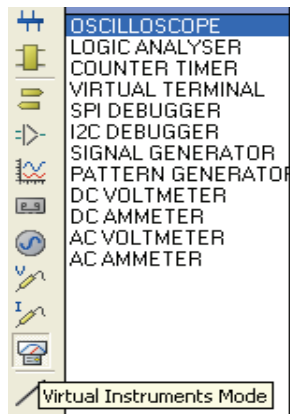 OSCILLOSCOPE
LOGIC ANALYSER
COUNTER TIMER
VIRTUAL TERMINAL
SPI DEBUGGER
I2C DEBUGGER
SIGNAL GENERATOR
PATTERN GENERATOR
DC VOLTMETER
DC AMMETER
AC VOLTMETER
AC AMMETER
V
I
Virtual Instruments Mode